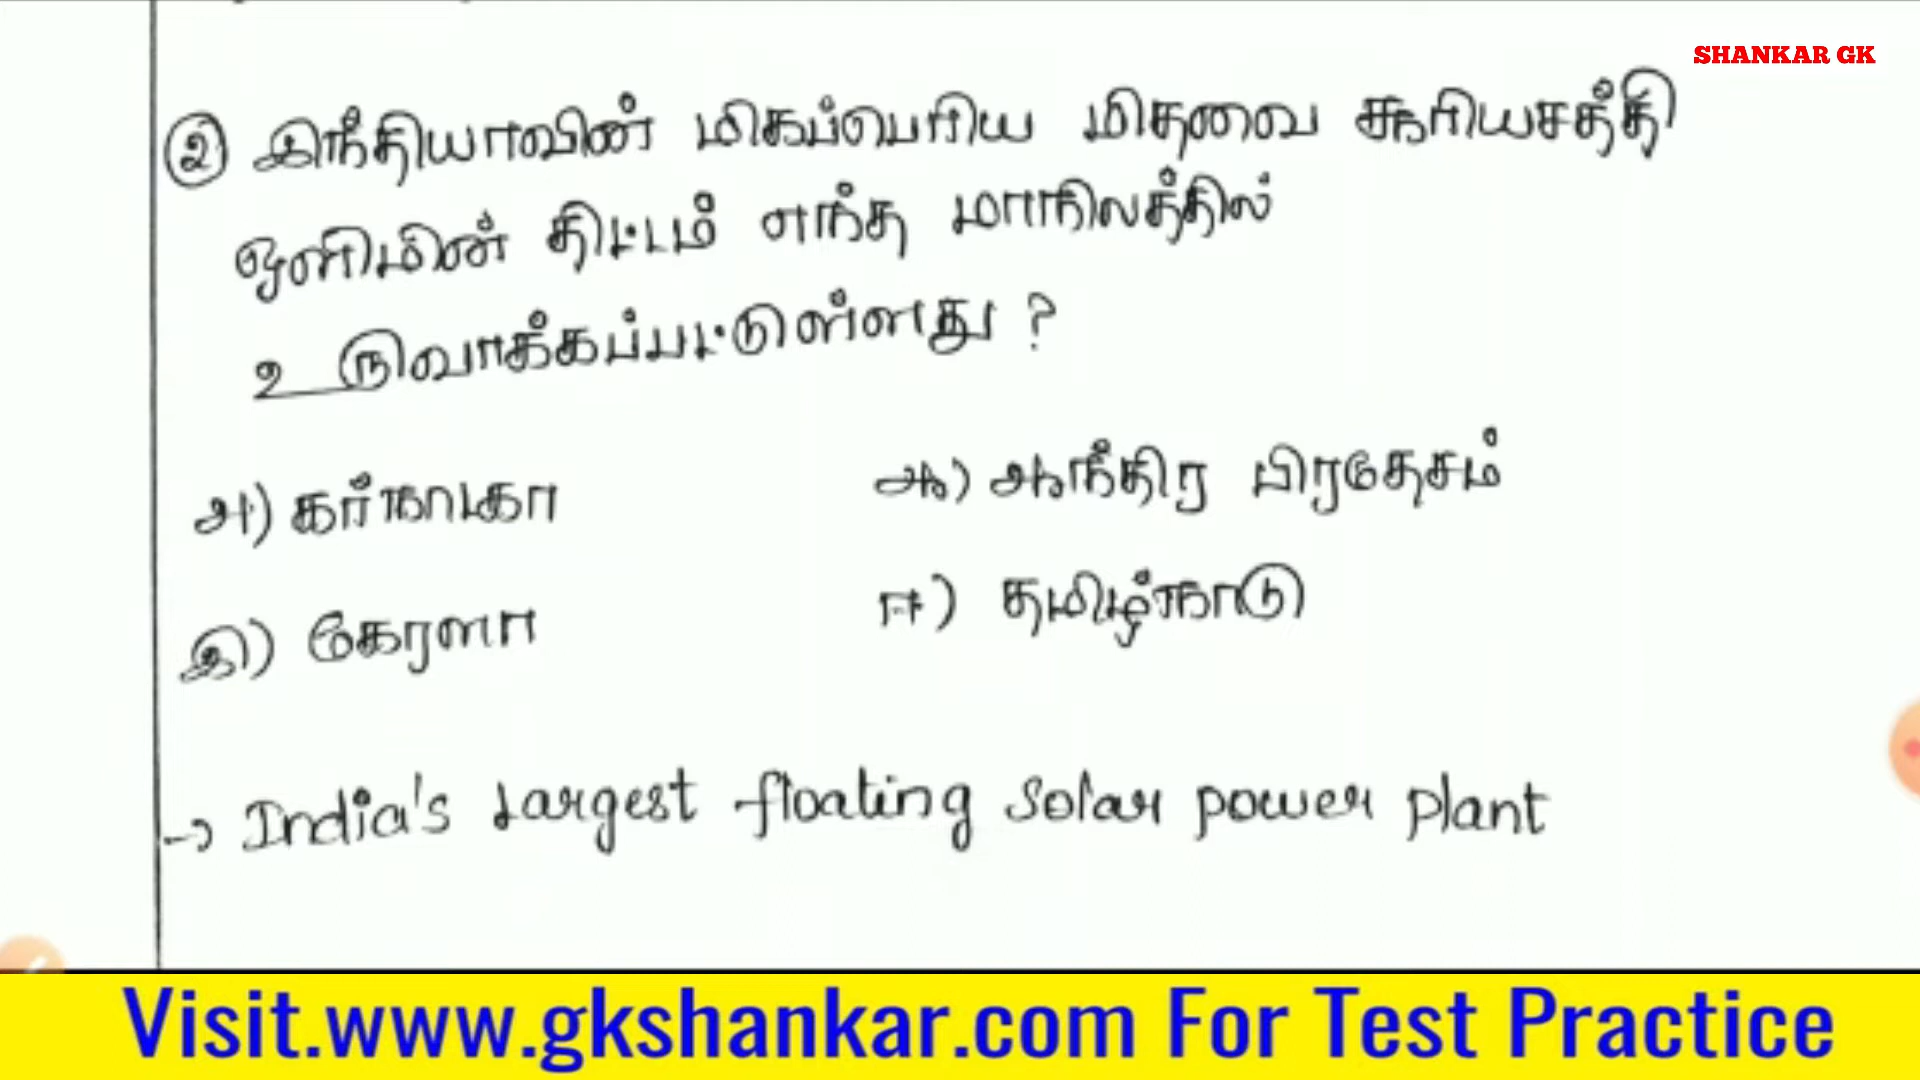 SHANKAR GK
② இந்தியாவின் மிகப்பெரிய மிதவை சூரியசத்தி
ஒளிமின் திட்டம் எந்த மாநிலத்தில்
உருவாக்கப்பட்டுள்ளது ?
அ) கர்நாடகா ஆ) ஆந்திர பிரதேசம்
இ) கேரளா ஈ) தமிழ்நாடு
→ India's Largest floating Solar power plant
Visit.www.gkshankar.com For Test Practice